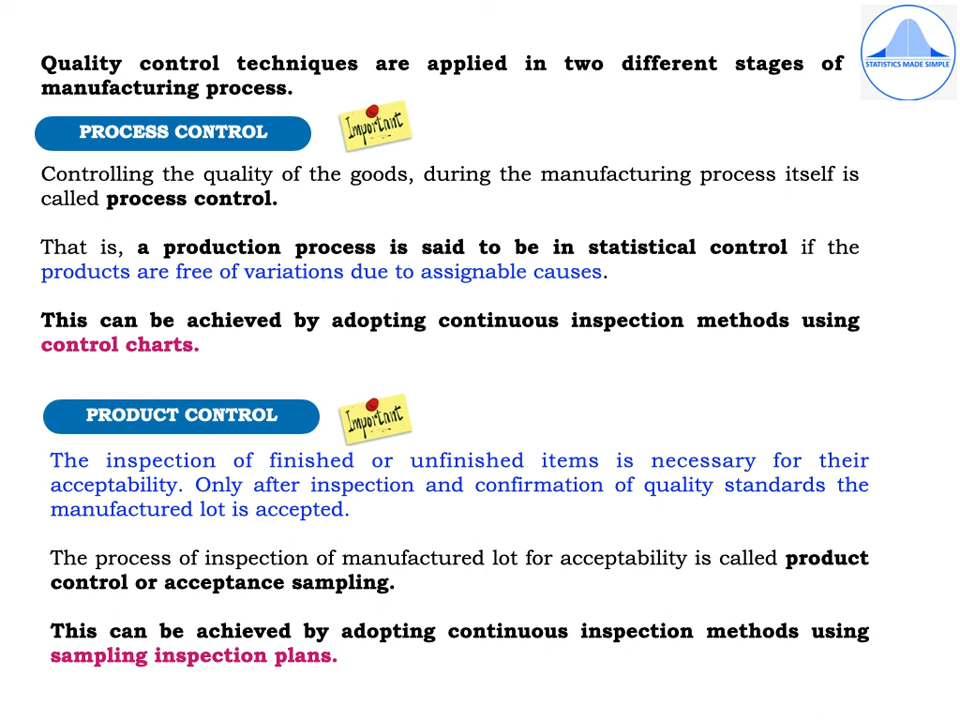 STATISTICS MADE SIMPLE
Quality control techniques are applied in two different stages of
manufacturing process.
PROCESS CONTROL
Important
Controlling the quality of the goods, during the manufacturing process itself is
called process control.
That is, a production process is said to be in statistical control if the
products are free of variations due to assignable causes.
This can be achieved by adopting continuous inspection methods using
control charts.
PRODUCT CONTROL
Important
The inspection of finished or unfinished items is necessary for their
acceptability. Only after inspection and confirmation of quality standards the
manufactured lot is accepted.
The process of inspection of manufactured lot for acceptability is called product
control or acceptance sampling.
This can be achieved by adopting continuous inspection methods using
sampling inspection plans.